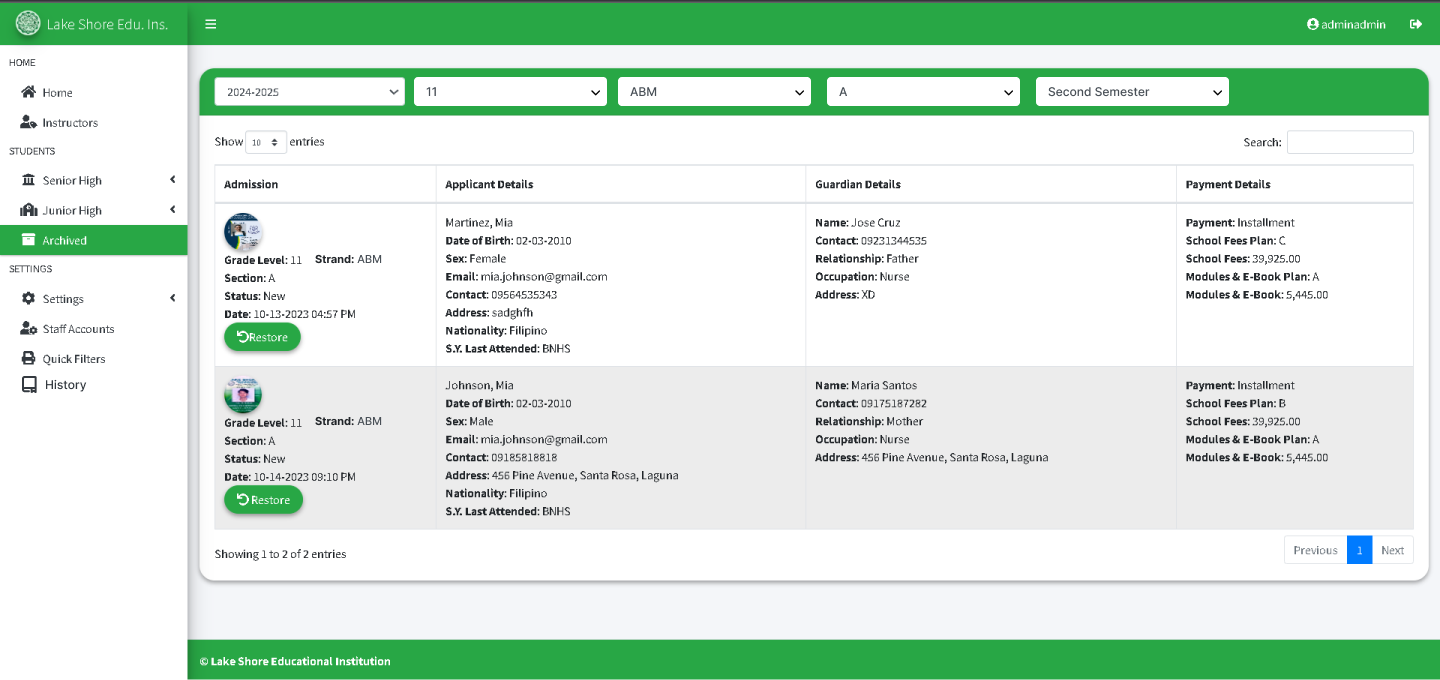 Lake Shore Edu. Ins.
adminadmin
HOME
Home
Instructors
STUDENTS
Senior High
Junior High
Archived
SETTINGS
Settings
Staff Accounts
Quick Filters
History
2024-2025
11
ABM
A
Second Semester
Show 10 entries
Search:
Admission
Applicant Details
Guardian Details
Payment Details
Grade Level: 11 Strand: ABM
Section: A
Status: New
Date: 10-13-2023 04:57 PM
Restore
Martinez, Mia
Date of Birth: 02-03-2010
Sex: Female
Email: mia.johnson@gmail.com
Contact: 09564535343
Address: sadghfh
Nationality: Filipino
S.Y. Last Attended: BNHS
Name: Jose Cruz
Contact: 09231344535
Relationship: Father
Occupation: Nurse
Address: XD
Payment: Installment
School Fees Plan: C
School Fees: 39,925.00
Modules & E-Book Plan: A
Modules & E-Book: 5,445.00
Grade Level: 11 Strand: ABM
Section: A
Status: New
Date: 10-14-2023 09:10 PM
Restore
Johnson, Mia
Date of Birth: 02-03-2010
Sex: Male
Email: mia.johnson@gmail.com
Contact: 09185818818
Address: 456 Pine Avenue, Santa Rosa, Laguna
Nationality: Filipino
S.Y. Last Attended: BNHS
Name: Maria Santos
Contact: 09175187282
Relationship: Mother
Occupation: Nurse
Address: 456 Pine Avenue, Santa Rosa, Laguna
Payment: Installment
School Fees Plan: B
School Fees: 39,925.00
Modules & E-Book Plan: A
Modules & E-Book: 5,445.00
Showing 1 to 2 of 2 entries
Previous 1 Next
© Lake Shore Educational Institution